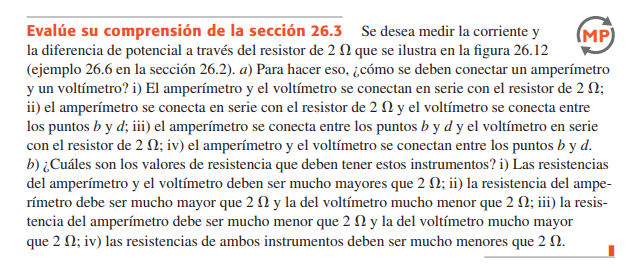 Evalúe su comprensión de la sección 26.3 Se desea medir la corriente y
MP
la diferencia de potencial a través del resistor de 2 Ω que se ilustra en la figura 26.12
(ejemplo 26.6 en la sección 26.2). a) Para hacer eso, ¿cómo se deben conectar un amperímetro
y un voltímetro? i) El amperímetro y el voltímetro se conectan en serie con el resistor de 2 Ω;
ii) el amperímetro se conecta en serie con el resistor de 2 Ω y el voltímetro se conecta entre
los puntos b y d; iii) el amperímetro se conecta entre los puntos b y d y el voltímetro en serie
con el resistor de 2 Ω; iv) el amperímetro y el voltímetro se conectan entre los puntos b y d.
b) ¿Cuáles son los valores de resistencia que deben tener estos instrumentos? i) Las resistencias
del amperímetro y el voltímetro deben ser mucho mayores que 2 Ω; ii) la resistencia del ampe-
rímetro debe ser mucho mayor que 2 Ω y la del voltímetro mucho menor que 2 Ω; iii) la resis-
tencia del amperímetro debe ser mucho menor que 2 Ω y la del voltímetro mucho mayor
que 2 Ω; iv) las resistencias de ambos instrumentos deben ser mucho menores que 2 Ω.